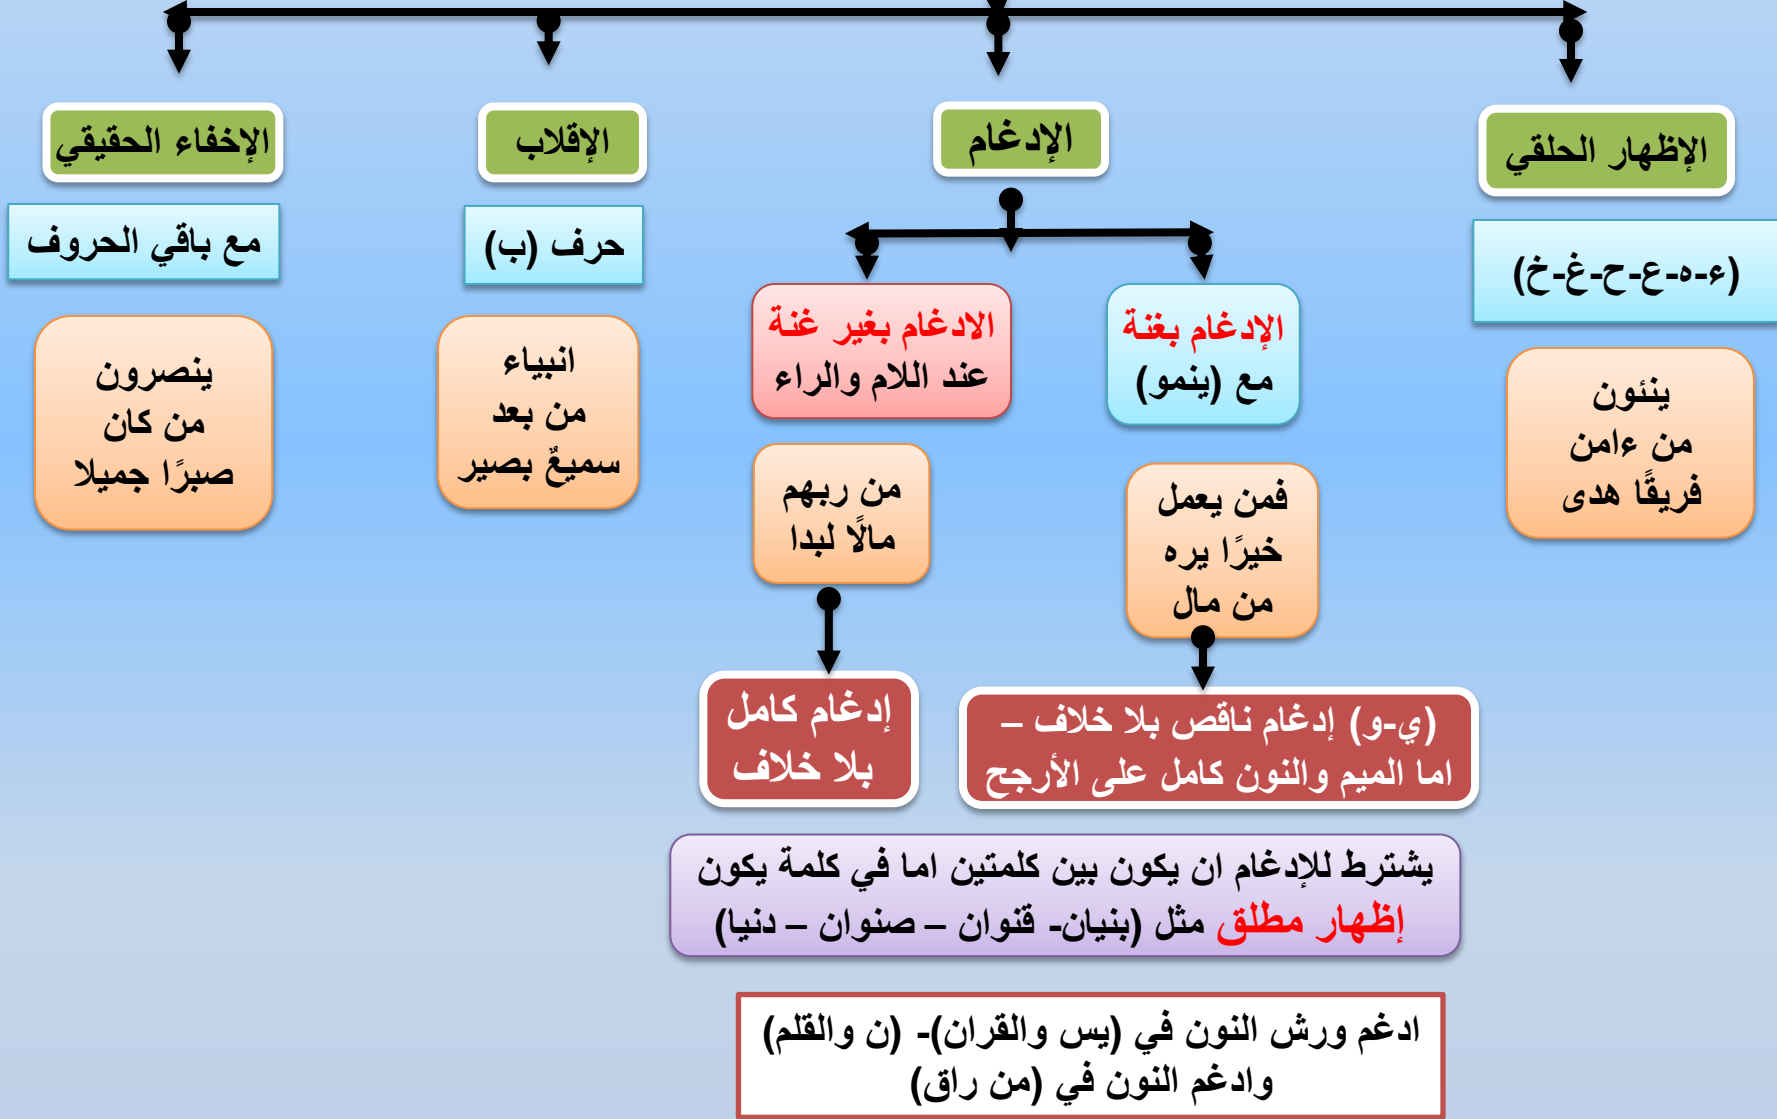 الإظهار الحلقي
(ء-ه-ع-ح-غ-خ)
ينئون
من ءامن
فريقًا هدى
الإدغام
الإدغام بغنة
مع (ينمو)
فمن يعمل
خيرًا يره
من مال
(ي-و) إدغام ناقص بلا خلاف –
اما الميم والنون كامل على الأرجح
الادغام بغير غنة
عند اللام والراء
من ربهم
مالًا لبدا
إدغام كامل
بلا خلاف
الإقلاب
حرف (ب)
انبياء
من بعد
سميعٌ بصير
الإخفاء الحقيقي
مع باقي الحروف
ينصرون
من كان
صبرًا جميلا
يشترط للإدغام ان يكون بين كلمتين اما في كلمة يكون
إظهار مطلق مثل (بنيان- قنوان – صنوان – دنيا)
ادغم ورش النون في (يس والقران)- (ن والقلم)
وادغم النون في (من راق)